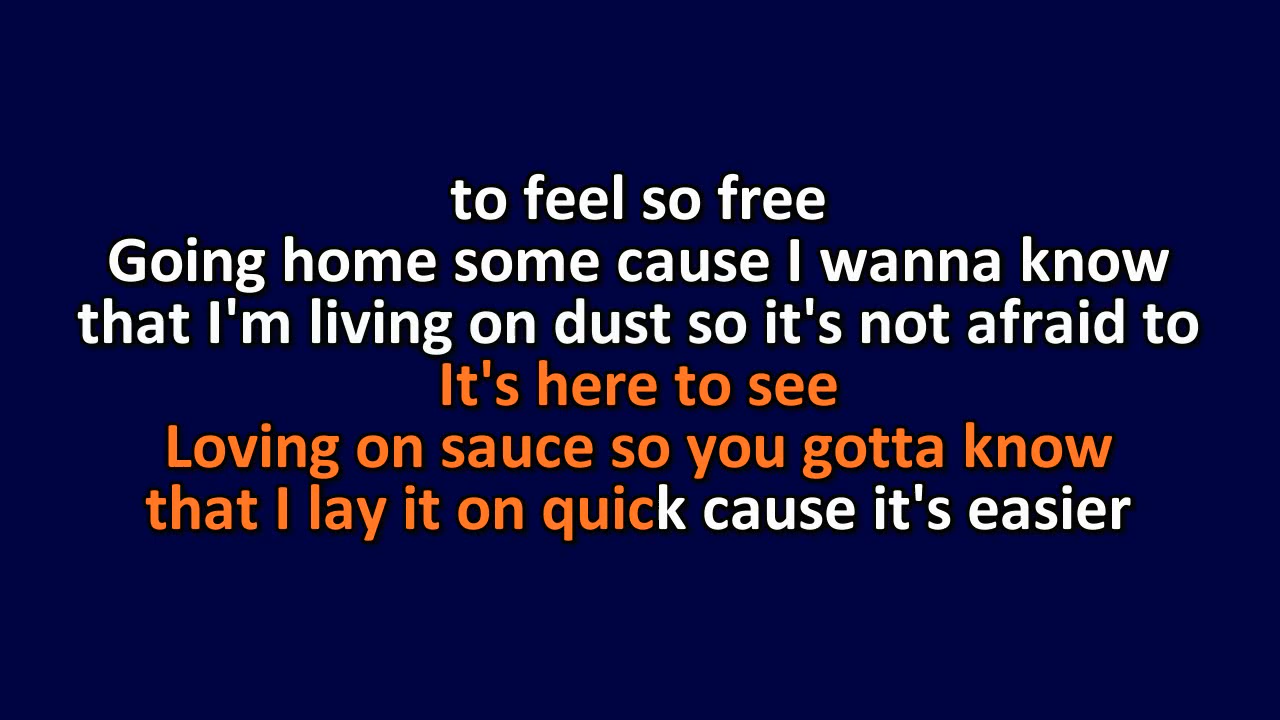 to feel so free
Going home some cause I wanna know
that I'm living on dust so it's not afraid to
It's here to see
Loving on sauce so you gotta know
that I lay it on quick cause it's easier